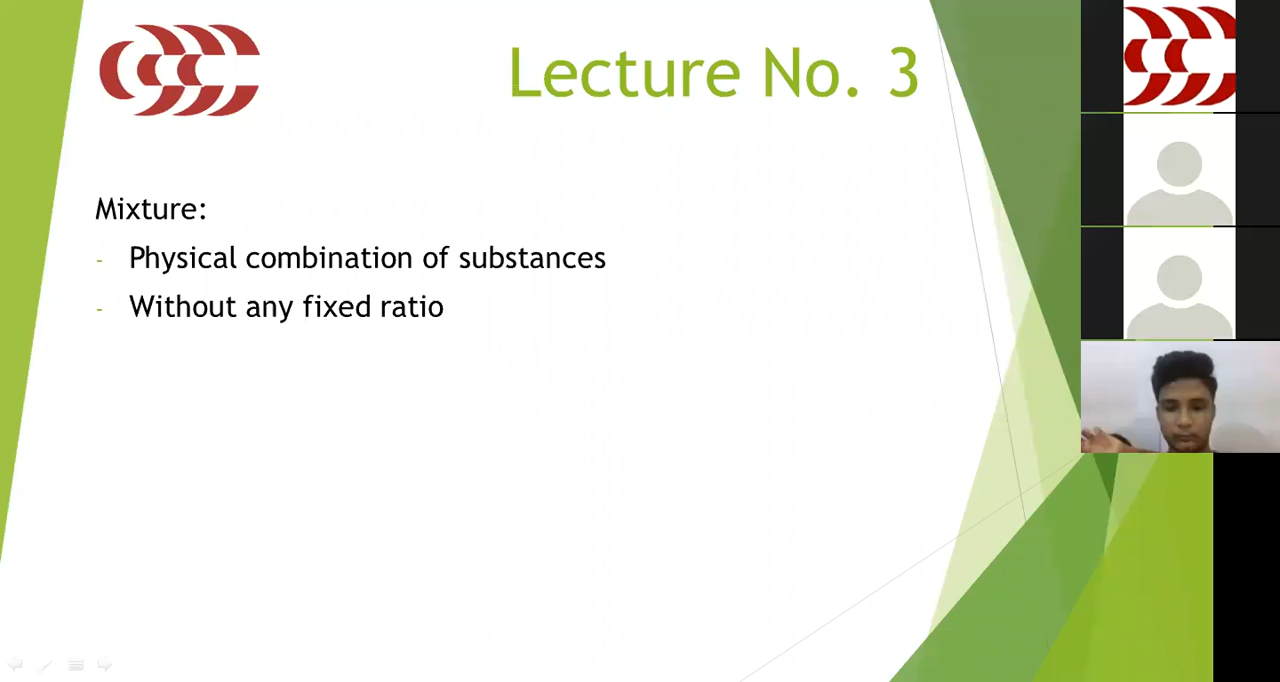 Lecture No. 3
Mixture:
- Physical combination of substances
- Without any fixed ratio